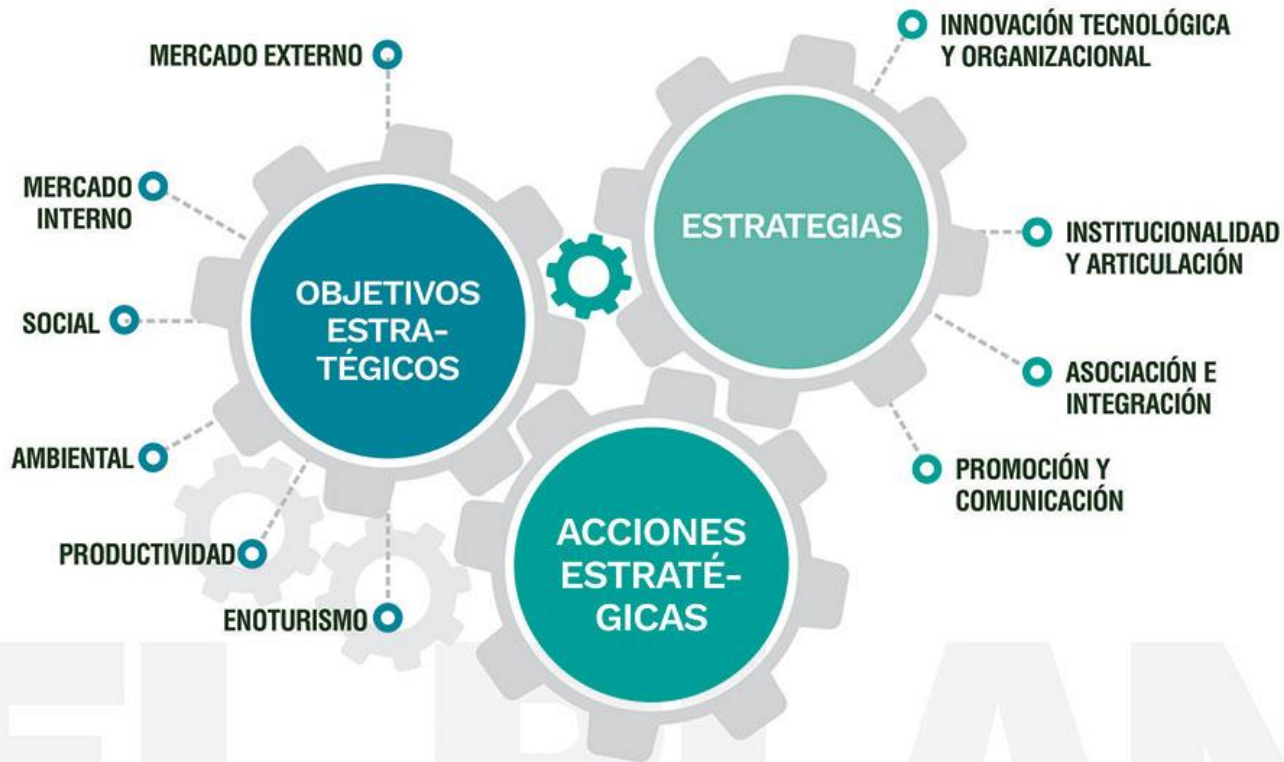 MERCADO EXTERNO
MERCADO
INTERNO
SOCIAL
AMBIENTAL
PRODUCTIVIDAD
ENOTURISMO
OBJETIVOS
ESTRA-
TÉGICOS
ESTRATEGIAS
INNOVACIÓN TECNOLÓGICA
Y ORGANIZACIONAL
INSTITUCIONALIDAD
Y ARTICULACIÓN
ASOCIACIÓN E
INTEGRACIÓN
PROMOCIÓN Y
COMUNICACIÓN
ACCIONES
ESTRATÉ-
GICAS